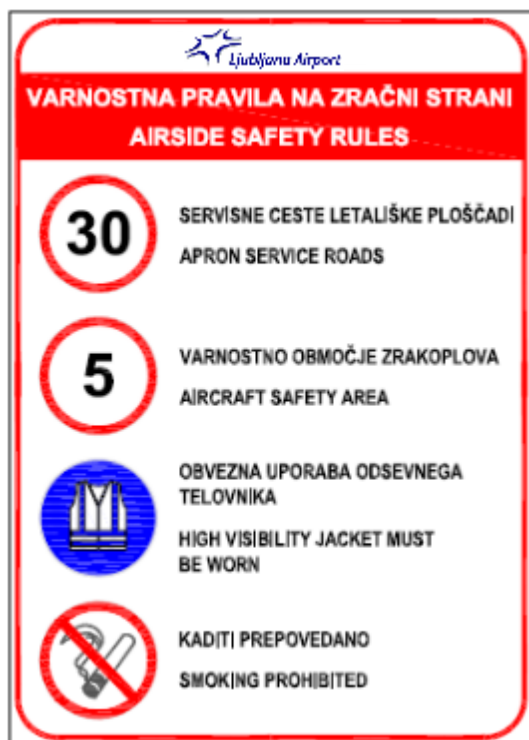 Ljubljana Airport
VARNOSTNA PRAVILA NA ZRAČNI STRANI
AIRSIDE SAFETY RULES
30
SERVISNE CESTE LETALIŠKE PLOŠČADI
APRON SERVICE ROADS
5
VARNOSTNO OBMOČJE ZRAKOPLOVA
AIRCRAFT SAFETY AREA
OBVEZNA UPORABA ODSEVNEGA
TELOVNIKA
HIGH VISIBILITY JACKET MUST
BE WORN
KADITI PREPOVEDANO
SMOKING PROHIBITED